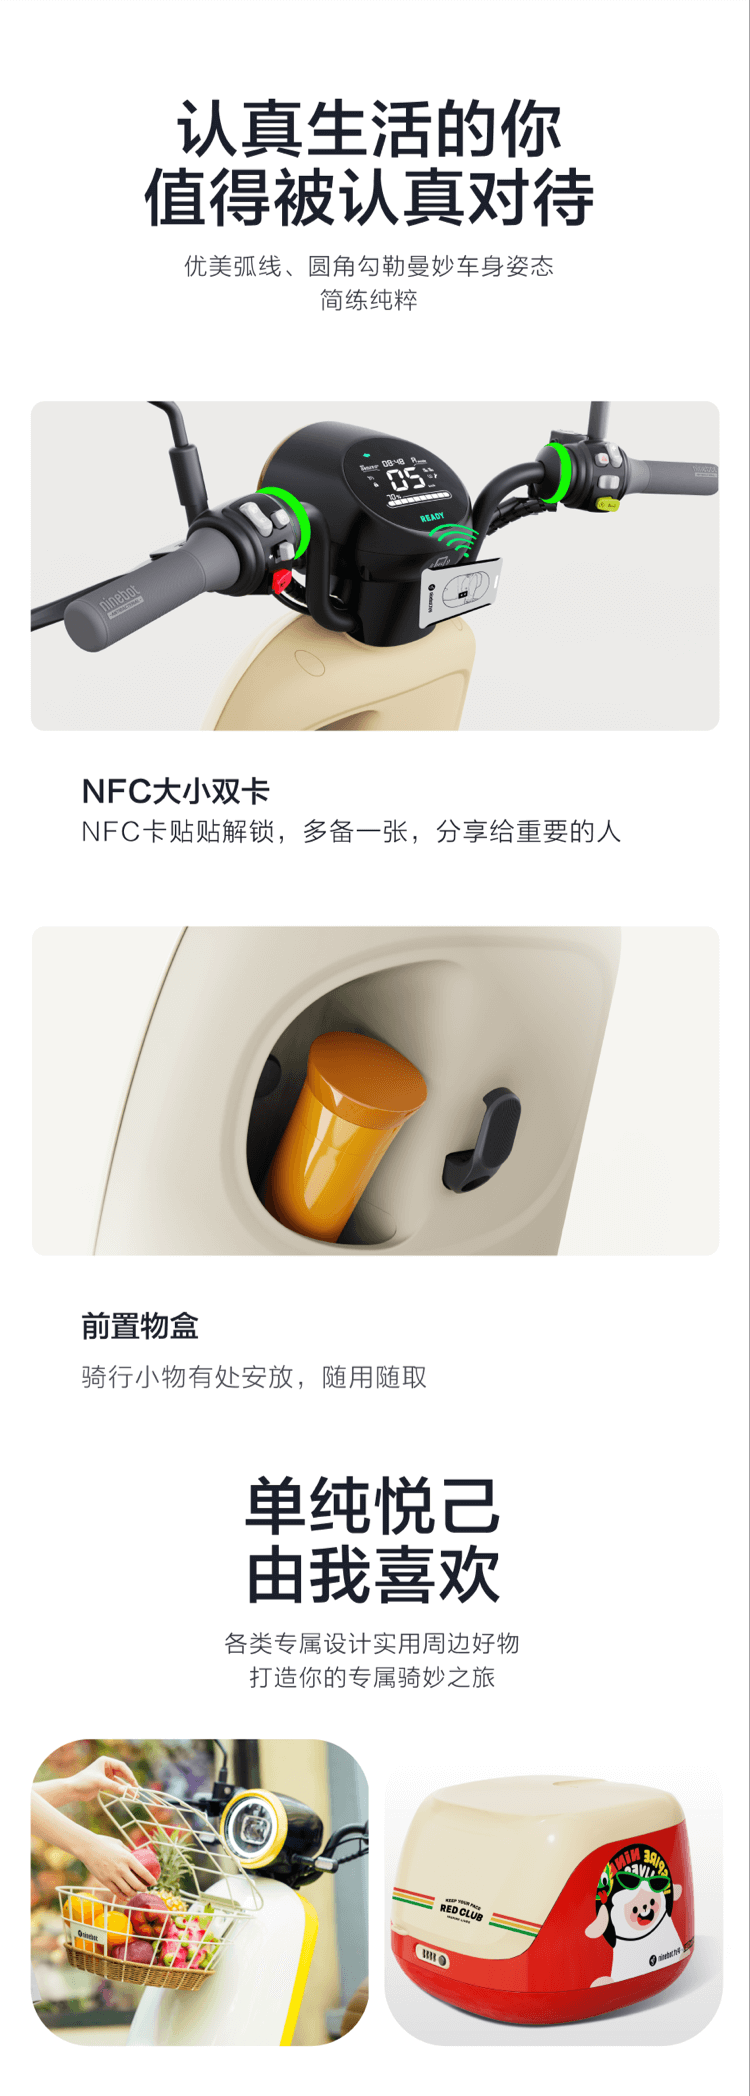 认真生活的你
值得被认真对待
优美弧线、圆角勾勒曼妙车身姿态
简练纯粹
08:48
05
70%
READY
ninebot
NFC大小双卡
NFC卡贴贴解锁，多备一张，分享给重要的人
前置物盒
骑行小物有处安放，随用随取
单纯悦己
由我喜欢
各类专属设计实用周边好物
打造你的专属骑妙之旅
ninebot
KEEP YOUR PACE
RED CLUB